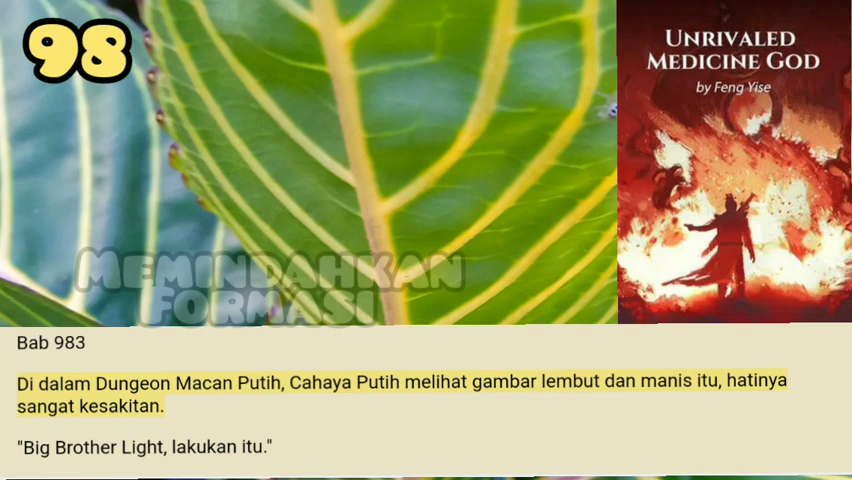 98
UNRIVALED
MEDICINE GOD
by Feng Yise
MEMINDAHKAN
FORMASI
Bab 983
Di dalam Dungeon Macan Putih, Cahaya Putih melihat gambar lembut dan manis itu, hatinya
sangat kesakitan.
"Big Brother Light, lakukan itu."